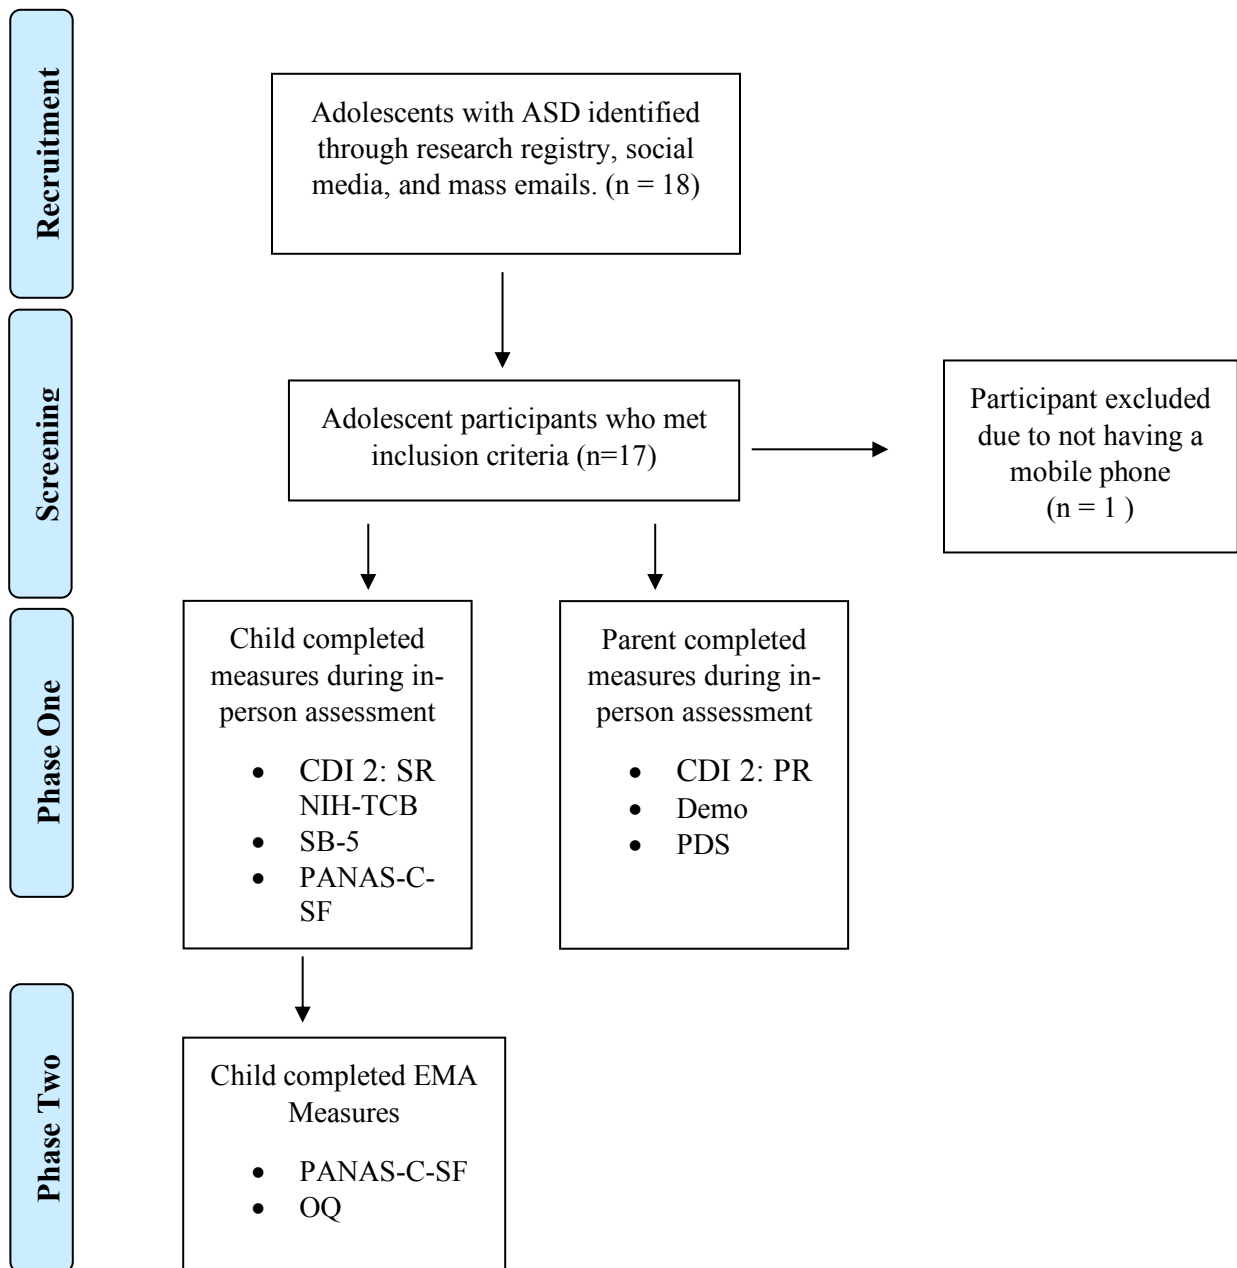 Recruitment
Adolescents with ASD identified
through research registry, social
media, and mass emails. (n = 18)
Screening
Adolescent participants who met
inclusion criteria (n=17)
Participant excluded
due to not having a
mobile phone
(n = 1 )
Phase One
Child completed
measures during in-
person assessment
• CDI 2: SR
NIH-TCB
• SB-5
• PANAS-C-
SF
Parent completed
measures during in-
person assessment
• CDI 2: PR
• Demo
• PDS
Phase Two
Child completed EMA
Measures
• PANAS-C-SF
• OQ